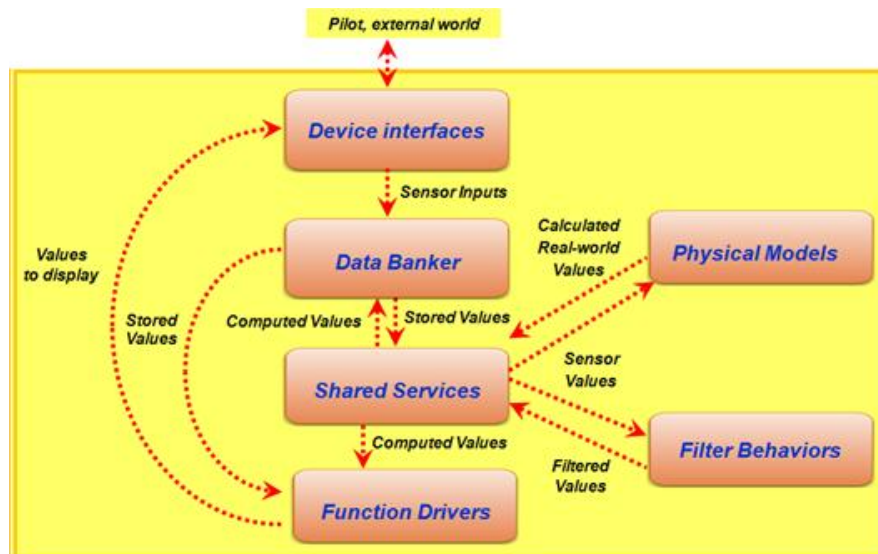 Pilot, external world
Device interfaces
Sensor Inputs
Calculated
Real-world
Values
Values
to display
Data Banker
Physical Models
Stored
Values
Computed Values
Stored Values
Sensor
Values
Shared Services
Computed Values
Filtered
Values
Filter Behaviors
Function Drivers